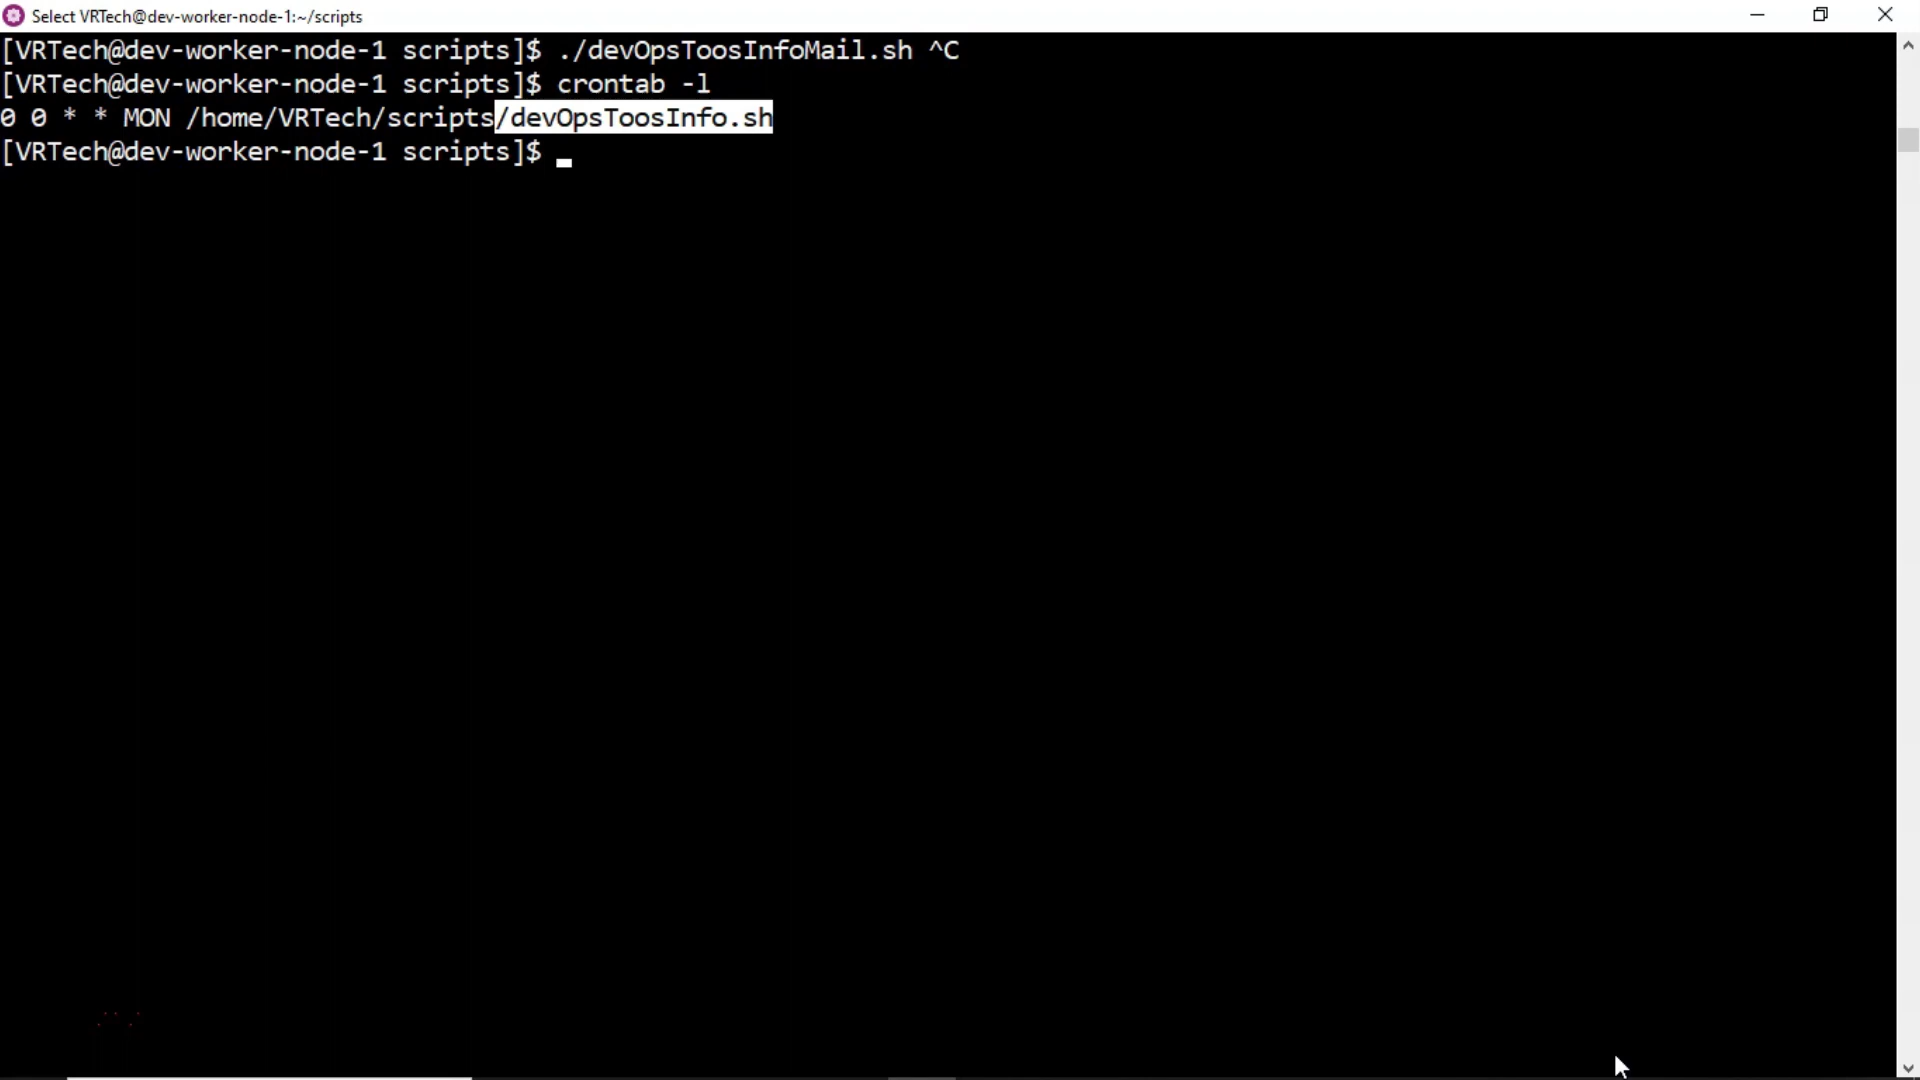 Select VRTech@dev-worker-node-1:~/scripts
[VRTech@dev-worker-node-1 scripts]$ ./devOpsToosInfoMail.sh ^C
[VRTech@dev-worker-node-1 scripts]$ crontab -l
0 0 * * MON /home/VRTech/scripts/devOpsToosInfo.sh
[VRTech@dev-worker-node-1 scripts]$